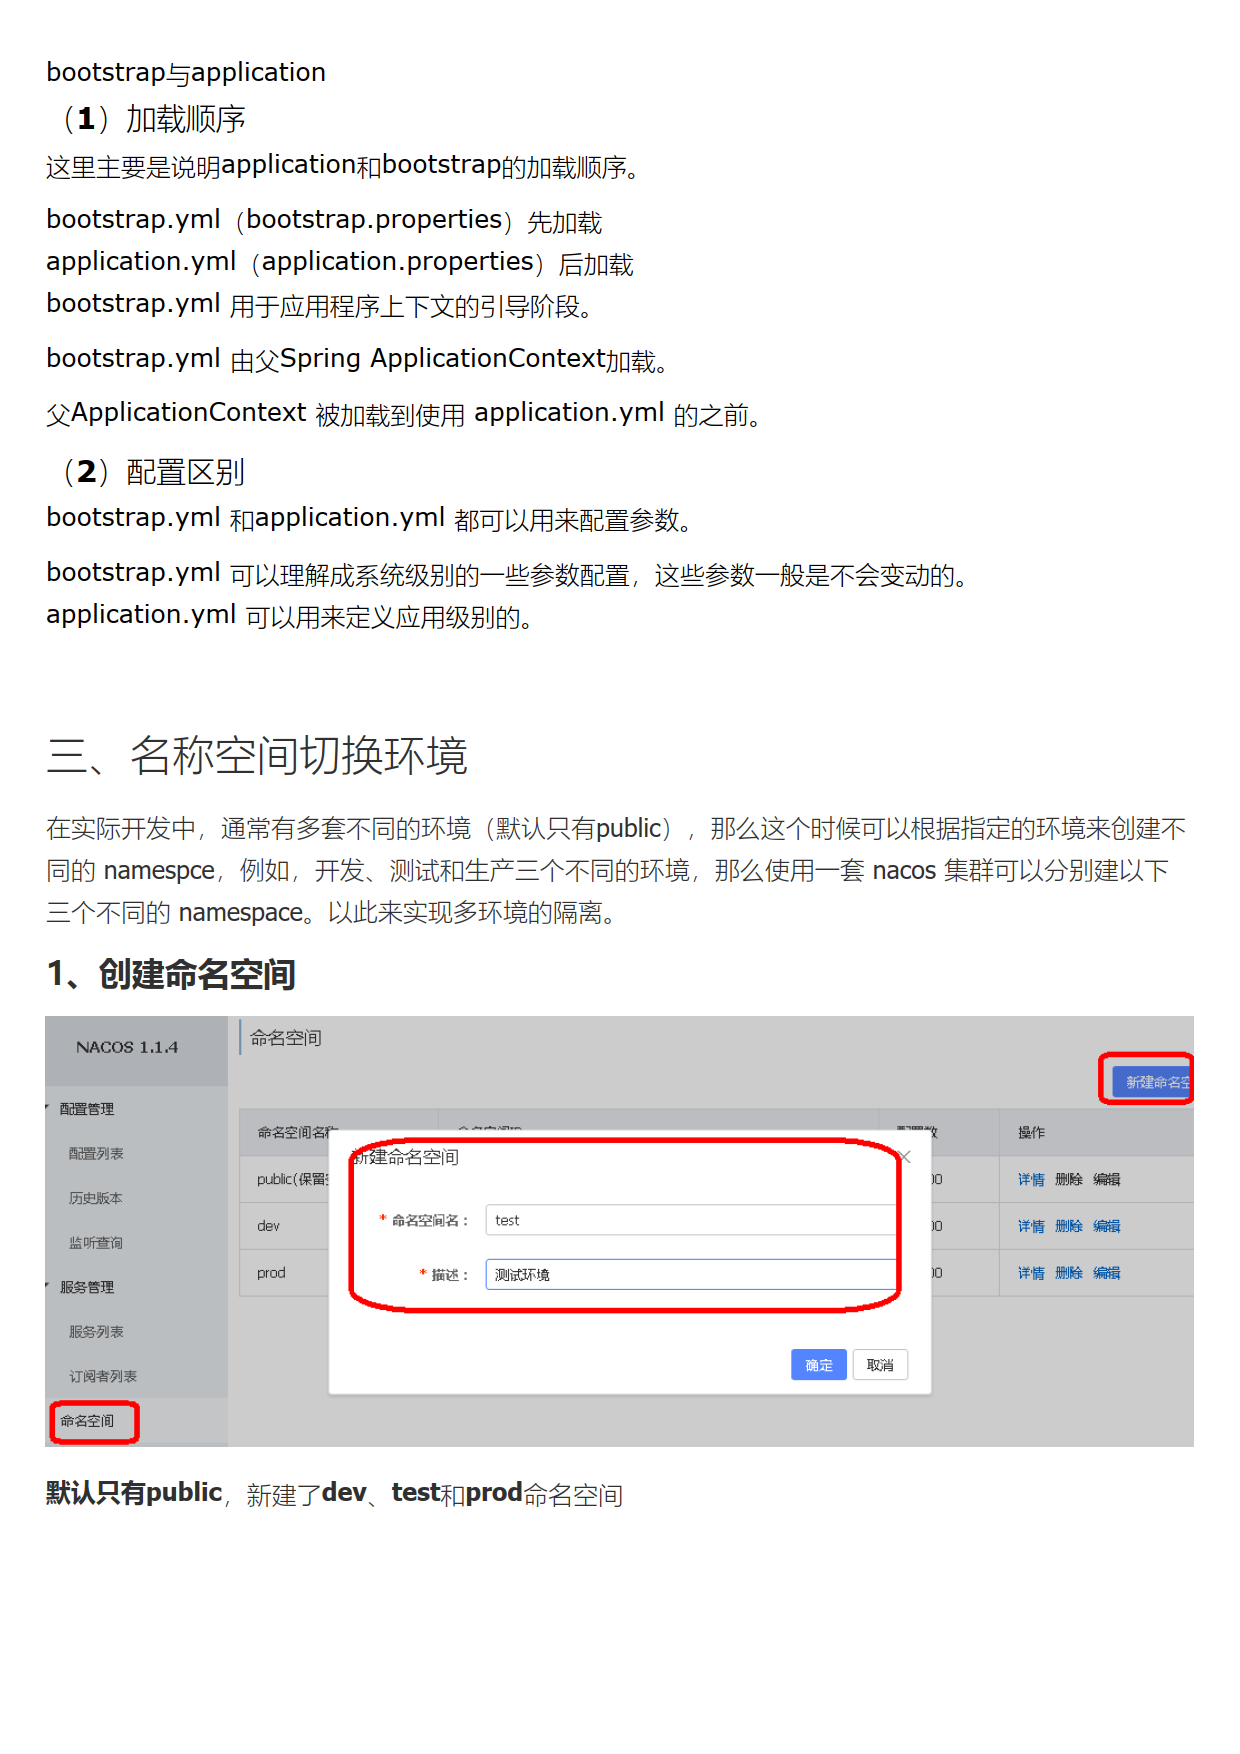 bootstrap与application
（1）加载顺序
这里主要是说明application和bootstrap的加载顺序。
bootstrap.yml（bootstrap.properties）先加载
application.yml（application.properties）后加载
bootstrap.yml 用于应用程序上下文的引导阶段。
bootstrap.yml 由父Spring ApplicationContext加载。
父ApplicationContext 被加载到使用 application.yml 的之前。
（2）配置区别
bootstrap.yml 和application.yml 都可以用来配置参数。
bootstrap.yml 可以理解成系统级别的一些参数配置，这些参数一般是不会变动的。
application.yml 可以用来定义应用级别的。
三、名称空间切换环境
在实际开发中，通常有多套不同的环境（默认只有public），那么这个时候可以根据指定的环境来创建不
同的 namespce，例如，开发、测试和生产三个不同的环境，那么使用一套 nacos 集群可以分别建以下
三个不同的 namespace。以此来实现多环境的隔离。
1、创建命名空间
NACOS 1.1.4
配置管理
配置列表
历史版本
监听查询
服务管理
服务列表
订阅者列表
命名空间
命名空间
新建命名空
命名空间名称 操作
public(保留 详情 删除 编辑
dev 详情 删除 编辑
prod 详情 删除 编辑
新建命名空间
* 命名空间名： test
* 描述： 测试环境
确定 取消
默认只有public，新建了dev、test和prod命名空间